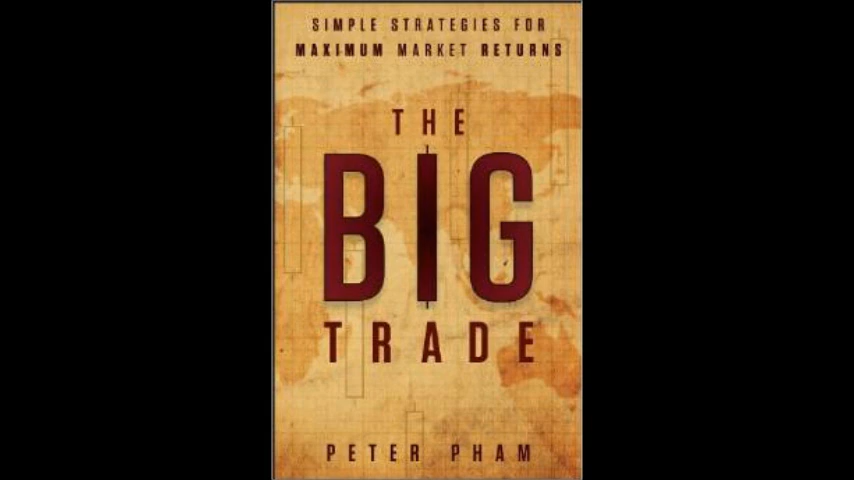 SIMPLE STRATEGIES FOR
MAXIMUM MARKET RETURNS
THE
BIG
TRADE
PETER PHAM